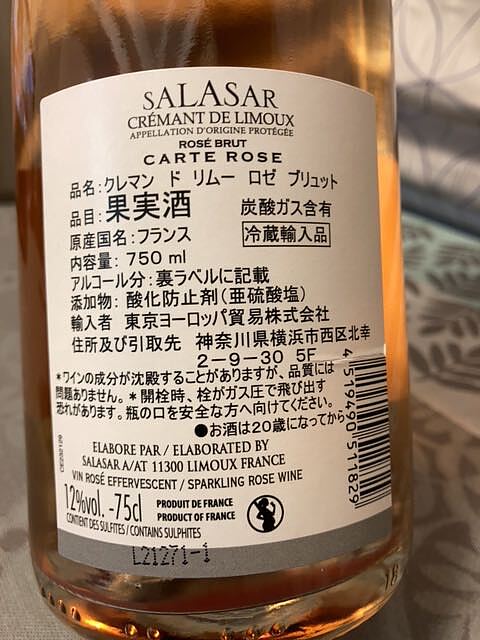 SALASAR
CRÉMANT DE LIMOUX
APPELLATION D'ORIGINE PROTÉGÉE
ROSÉ BRUT
CARTE ROSE
品名：クレマン ド リムー ロゼ ブリュット
品目：果実酒 炭酸ガス含有
原産国名：フランス 冷蔵輸入品
内容量：750 ml
アルコール分：裏ラベルに記載
添加物：酸化防止剤（亜硫酸塩）
輸入者 東京ヨーロッパ貿易株式会社
住所及び引取先 神奈川県横浜市西区北幸
2-9-30 5F
＊ワインの成分が沈殿することがありますが、品質には
問題ありません。＊開栓時、栓がガス圧で飛び出す
恐れがあります。瓶の口を安全な方へ向けてください。
●お酒は20歳になってから
4 519490 511829
ELABORE PAR / ELABORATED BY
SALASAR A/AT 11300 LIMOUX FRANCE
VIN ROSÉ EFFERVESCENT / SPARKLING ROSE WINE
12%vol. -75cl
PRODUIT DE FRANCE
PRODUCT OF FRANCE
CONTENT DES SULFITES / CONTAINS SULPHITES
L21271-1